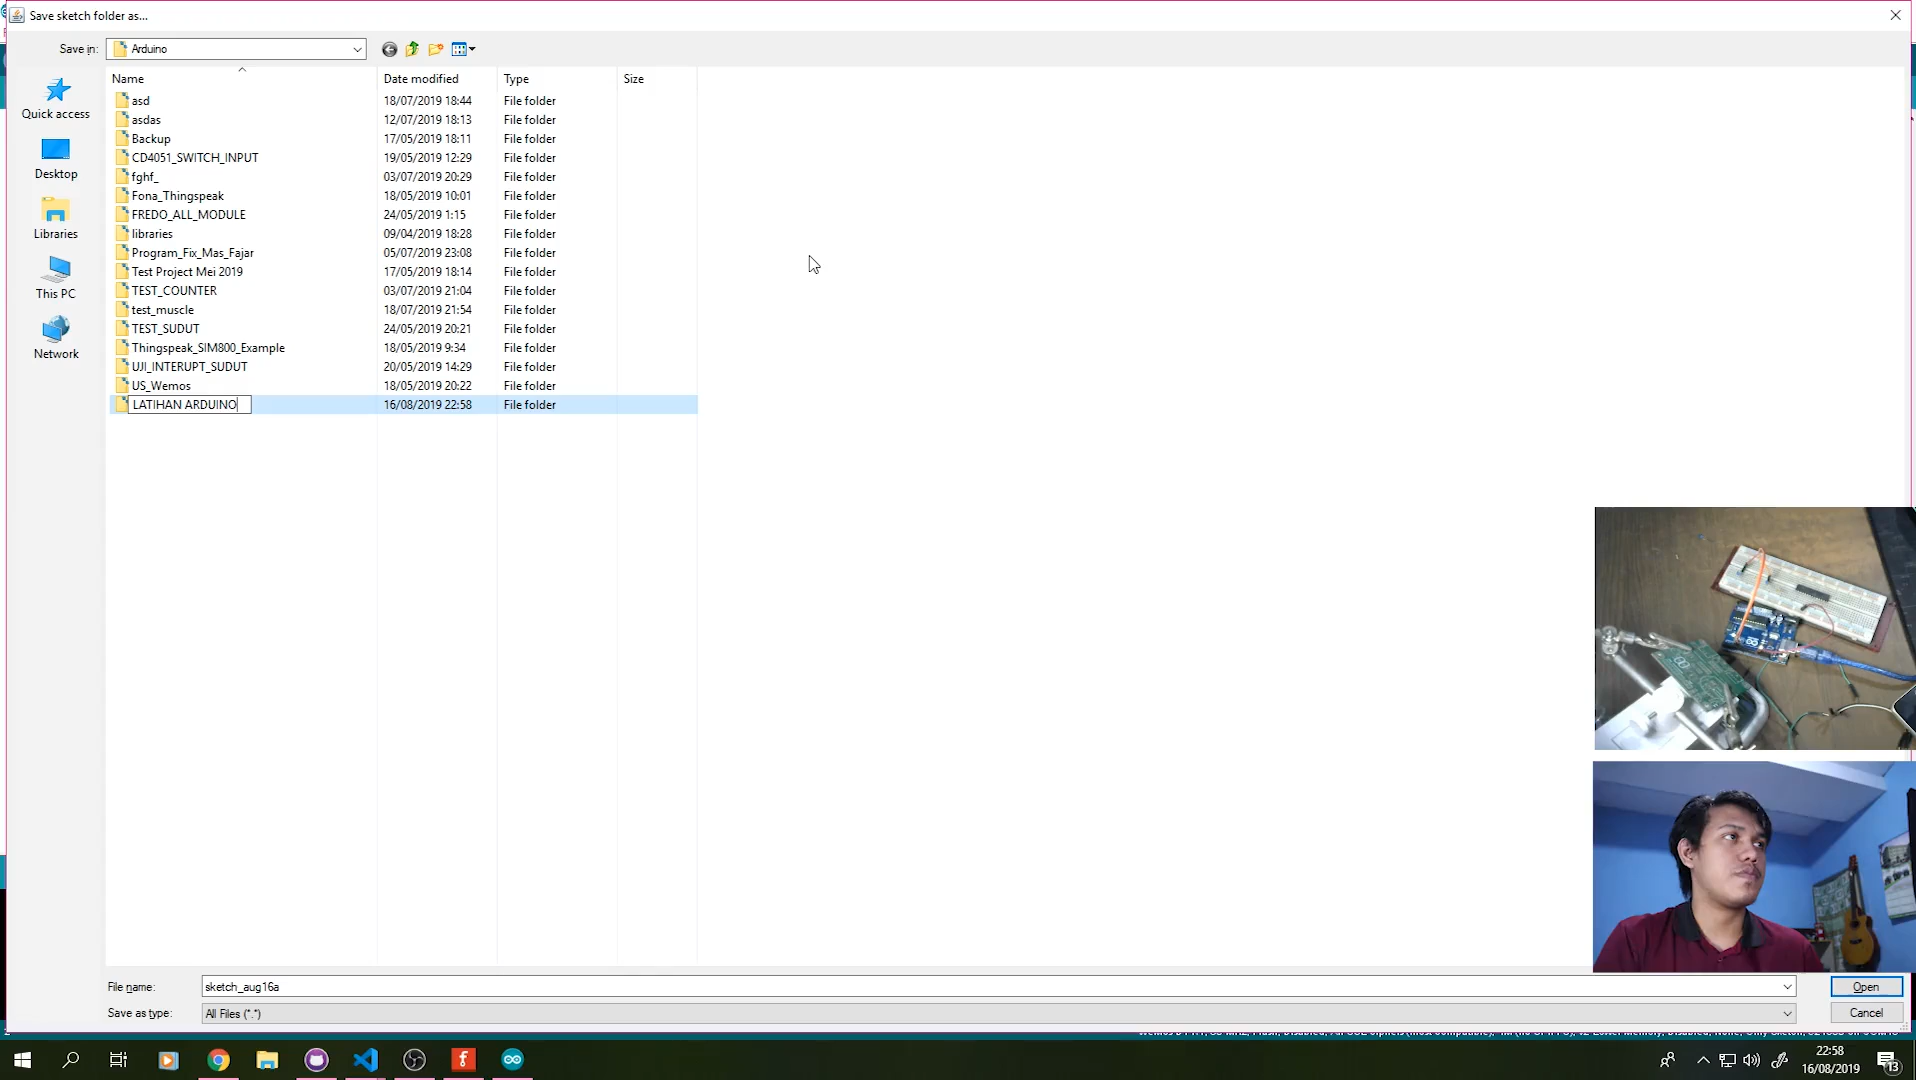 Save sketch folder as...
Save in: Arduino
Name Date modified Type Size
Quick access
Desktop
Libraries
This PC
Network
asd 18/07/2019 18:44 File folder
asdas 12/07/2019 18:13 File folder
Backup 17/05/2019 18:11 File folder
CD4051_SWITCH_INPUT 19/05/2019 12:29 File folder
fghf_ 03/07/2019 20:29 File folder
Fona_Thingspeak 18/05/2019 10:01 File folder
FREDO_ALL_MODULE 24/05/2019 1:15 File folder
libraries 09/04/2019 18:28 File folder
Program_Fix_Mas_Fajar 05/07/2019 23:08 File folder
Test Project Mei 2019 17/05/2019 18:14 File folder
TEST_COUNTER 03/07/2019 21:04 File folder
test_muscle 18/07/2019 21:54 File folder
TEST_SUDUT 24/05/2019 20:21 File folder
Thingspeak_SIM800_Example 18/05/2019 9:34 File folder
UJI_INTERUPT_SUDUT 20/05/2019 14:29 File folder
US_Wemos 18/05/2019 20:22 File folder
LATIHAN ARDUINO 16/08/2019 22:58 File folder
File name: sketch_aug16a Open
Save as type: All Files (*.*) Cancel
22:58
16/08/2019
13